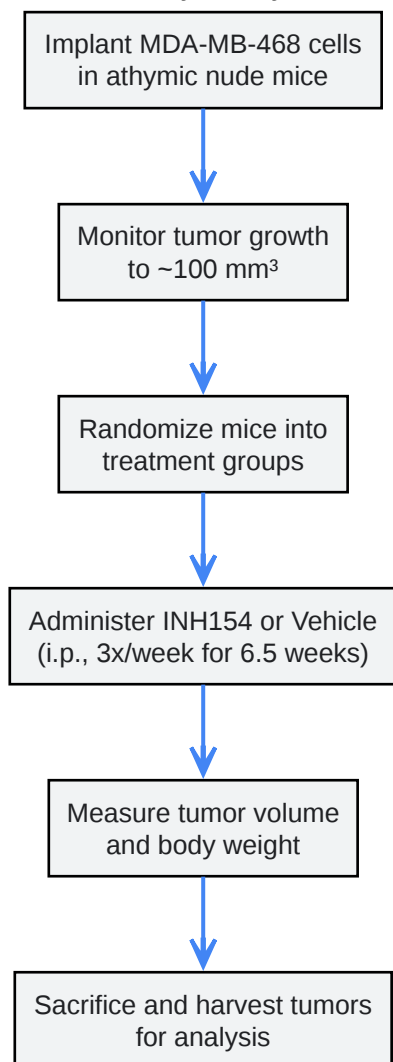 Implant MDA-MB-468 cells
in athymic nude mice
Monitor tumor growth
to ~100 mm³
Randomize mice into
treatment groups
Administer INH154 or Vehicle
(i.p., 3x/week for 6.5 weeks)
Measure tumor volume
and body weight
Sacrifice and harvest tumors
for analysis